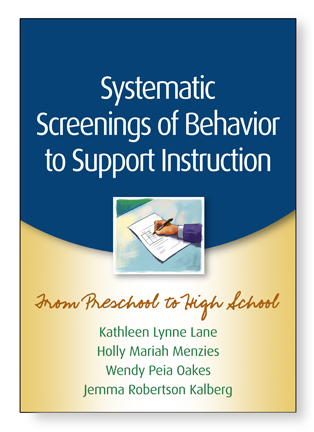 Systematic
Screenings of Behavior
to Support Instruction
From Preschool to High School
Kathleen Lynne Lane
Holly Mariah Menzies
Wendy Peia Oakes
Jemma Robertson Kalberg